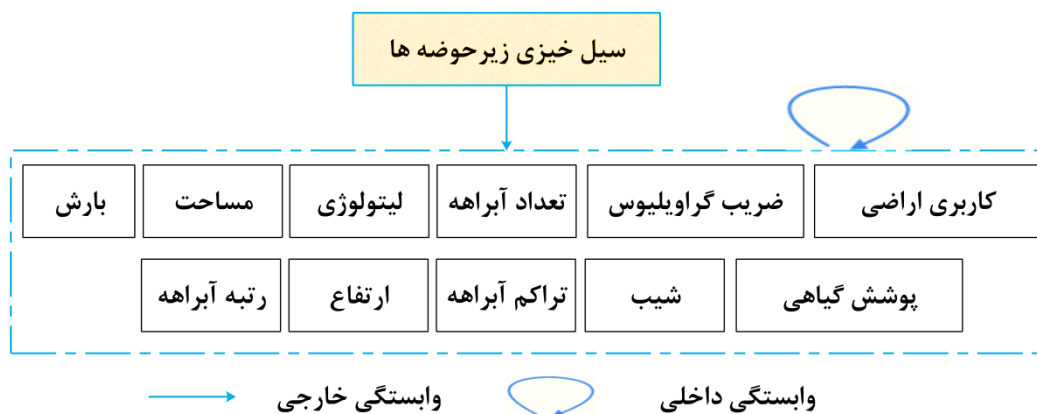 سیل خیزی زیرحوضه ها
کاربری اراضی ضریب گراویلیوس تعداد آبراهه لیتولوژی مساحت بارش
پوشش گیاهی شیب تراکم آبراهه ارتفاع رتبه آبراهه
وابستگی داخلی وابستگی خارجی